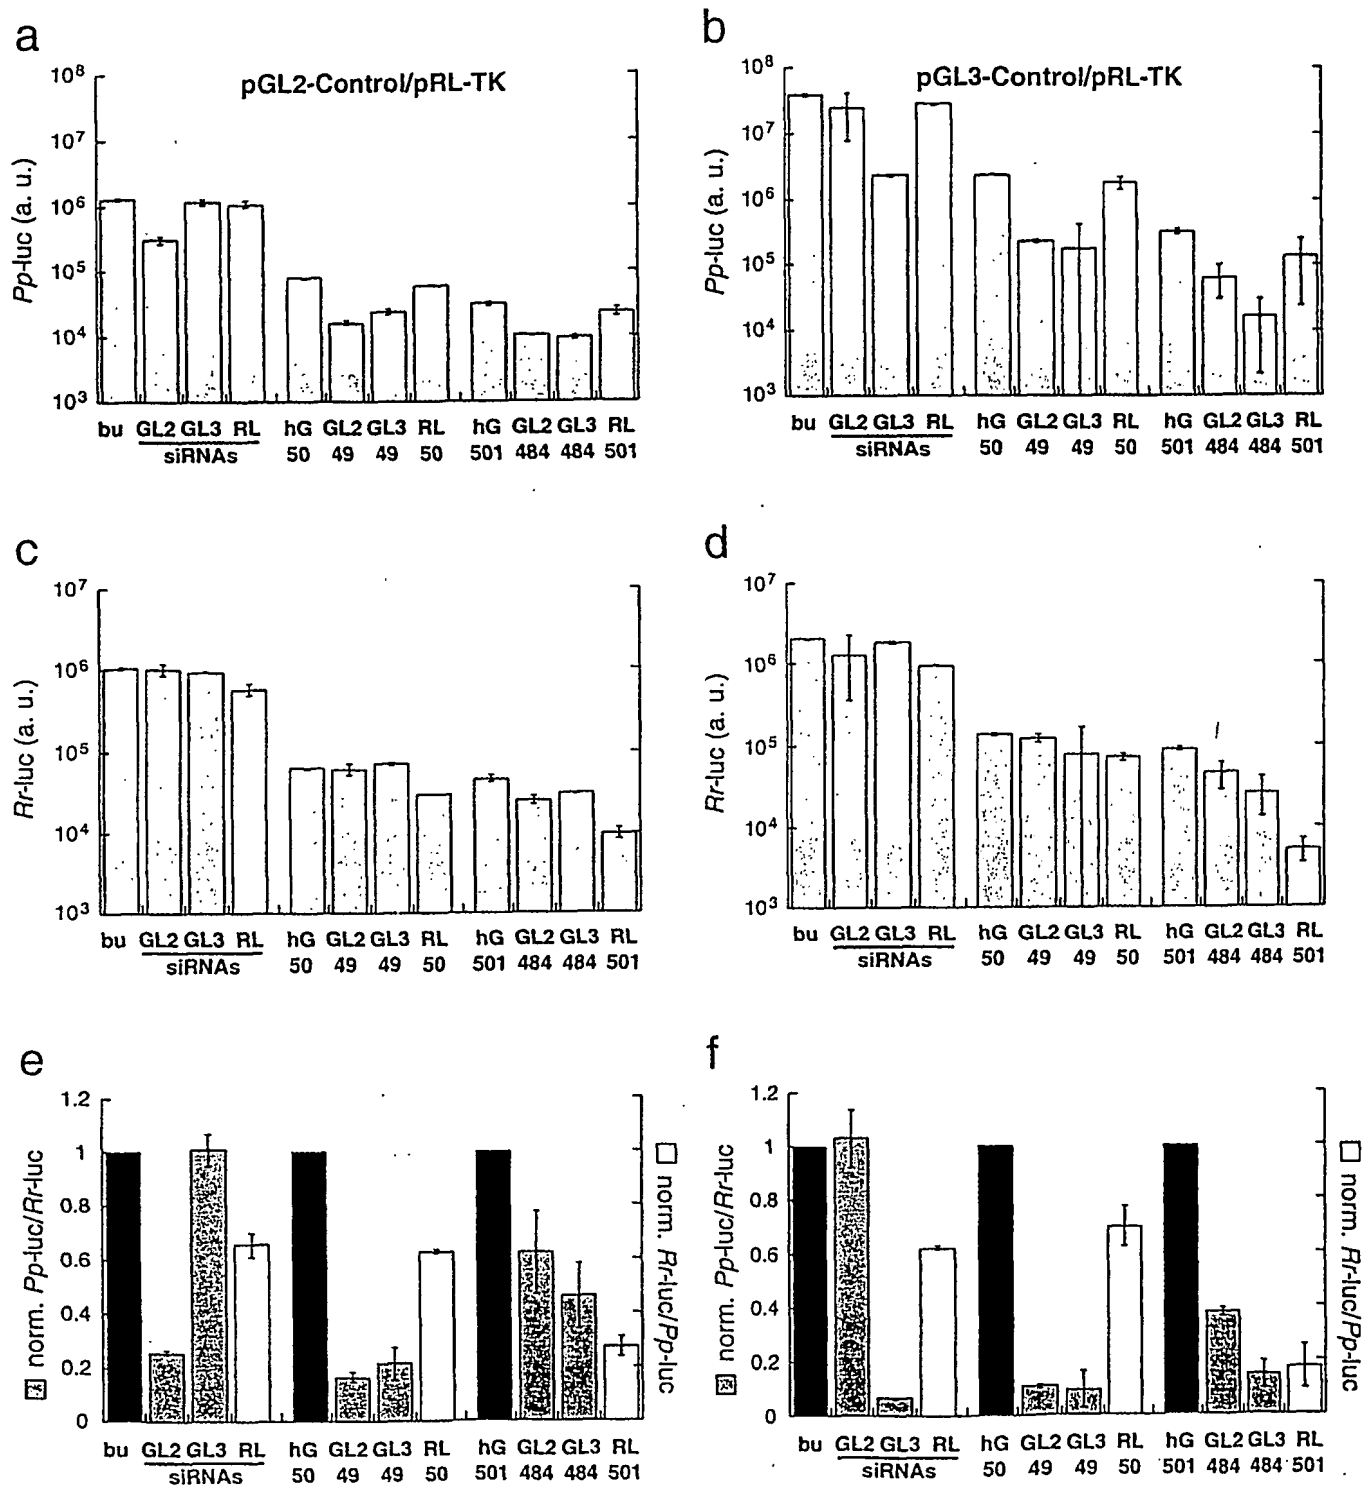 a
pGL2-Control/pRL-TK
10⁸
10⁷
10⁶
10⁵
10⁴
10³
Pp-luc (a. u.)
bu GL2 GL3 RL hG GL2 GL3 RL hG GL2 GL3 RL
siRNAs 50 49 49 50 501 484 484 501
b
pGL3-Control/pRL-TK
10⁸
10⁷
10⁶
10⁵
10⁴
10³
Pp-luc (a. u.)
bu GL2 GL3 RL hG GL2 GL3 RL hG GL2 GL3 RL
siRNAs 50 49 49 50 501 484 484 501
c
10⁷
10⁶
10⁵
10⁴
10³
Rr-luc (a. u.)
bu GL2 GL3 RL hG GL2 GL3 RL hG GL2 GL3 RL
siRNAs 50 49 49 50 501 484 484 501
d
10⁷
10⁶
10⁵
10⁴
10³
Rr-luc (a. u.)
bu GL2 GL3 RL hG GL2 GL3 RL hG GL2 GL3 RL
siRNAs 50 49 49 50 501 484 484 501
e
1.2
1
0.8
0.6
0.4
0.2
0
norm. Pp-luc/Rr-luc
norm. Rr-luc/Pp-luc
bu GL2 GL3 RL hG GL2 GL3 RL hG GL2 GL3 RL
siRNAs 50 49 49 50 501 484 484 501
f
1.2
1
0.8
0.6
0.4
0.2
0
norm. Pp-luc/Rr-luc
norm. Rr-luc/Pp-luc
bu GL2 GL3 RL hG GL2 GL3 RL hG GL2 GL3 RL
siRNAs 50 49 49 50 501 484 484 501